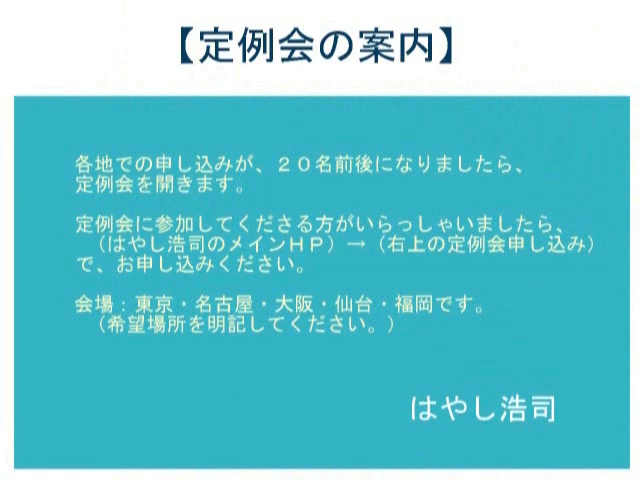 【定例会の案内】
各地での申し込みが、２０名前後になりましたら、
定例会を開きます。
定例会に参加してくださる方がいらっしゃいましたら、
（はやし浩司のメインＨＰ）→（右上の定例会申し込み）
で、お申し込みください。
会場：東京・名古屋・大阪・仙台・福岡です。
（希望場所を明記してください。）
はやし浩司